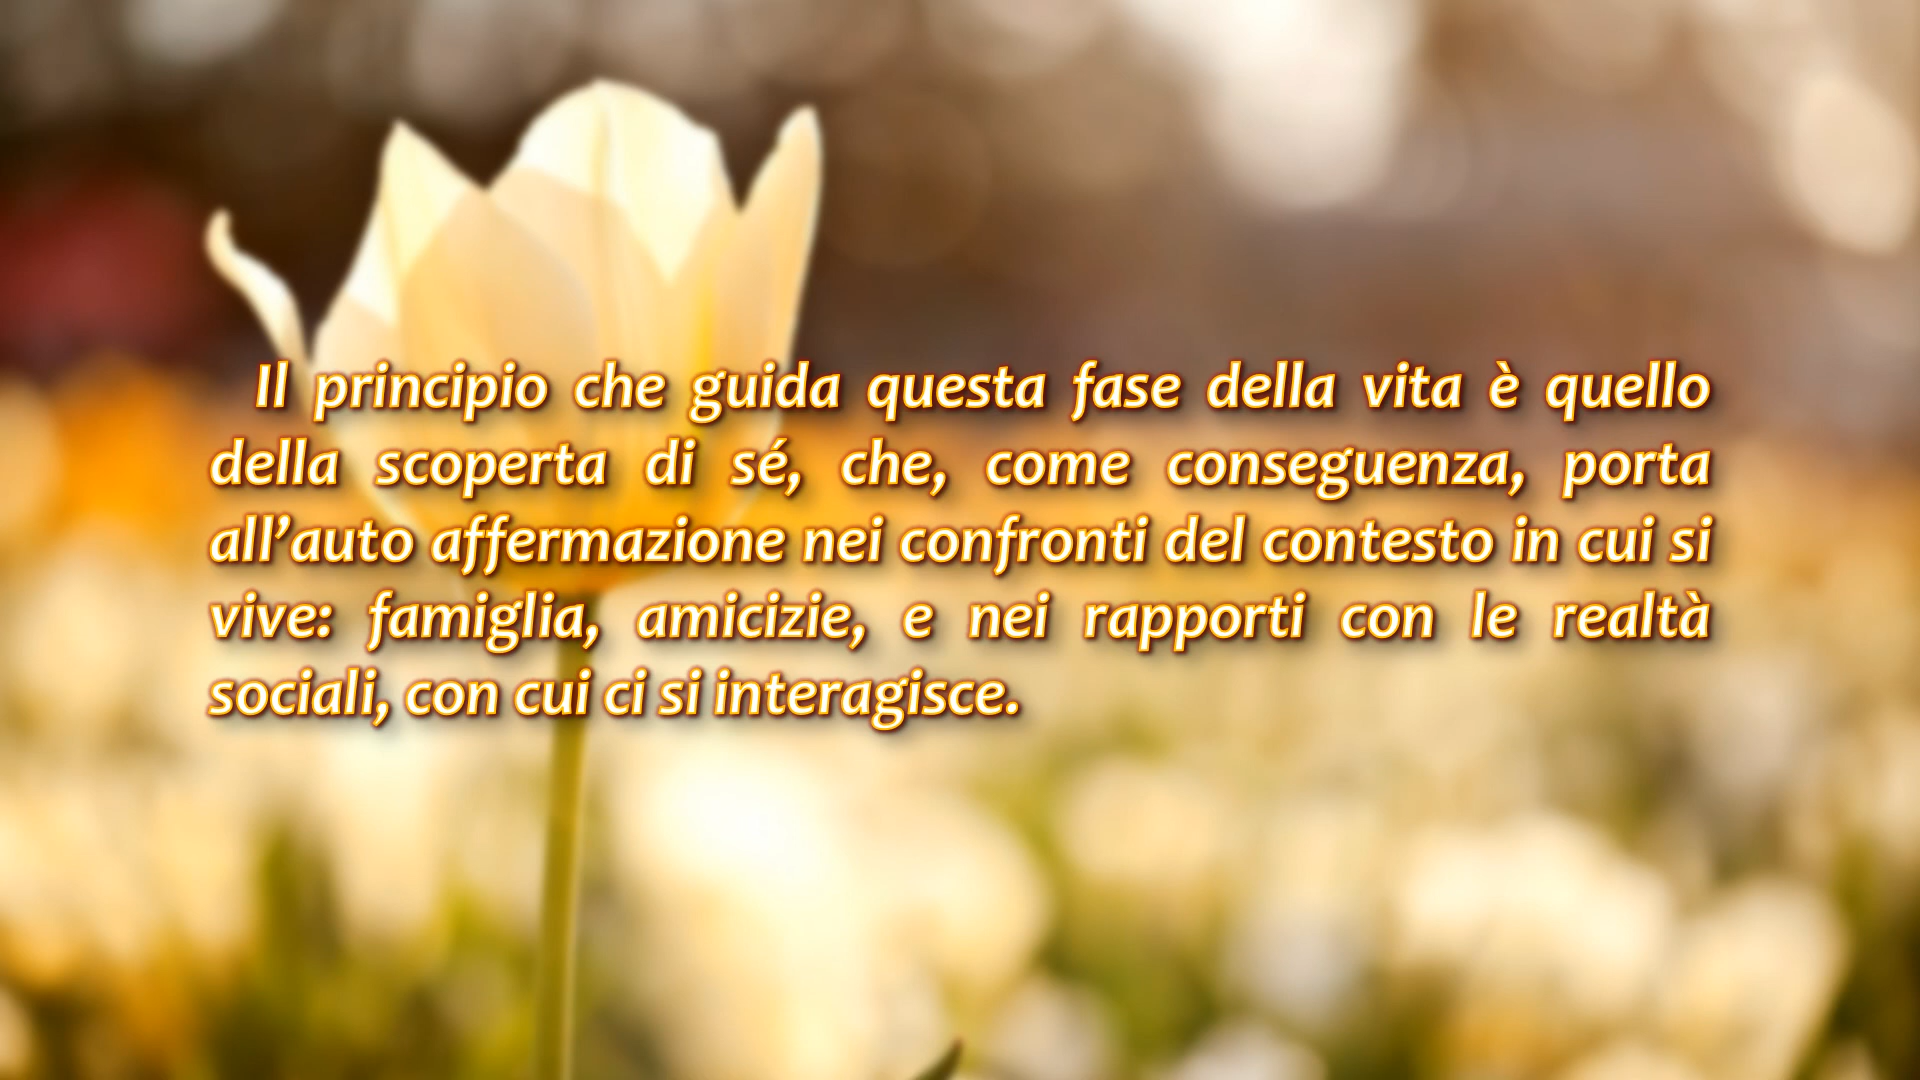 Il principio che guida questa fase della vita è quello
della scoperta di sé, che, come conseguenza, porta
all’auto affermazione nei confronti del contesto in cui si
vive: famiglia, amicizie, e nei rapporti con le realtà
sociali, con cui ci si interagisce.